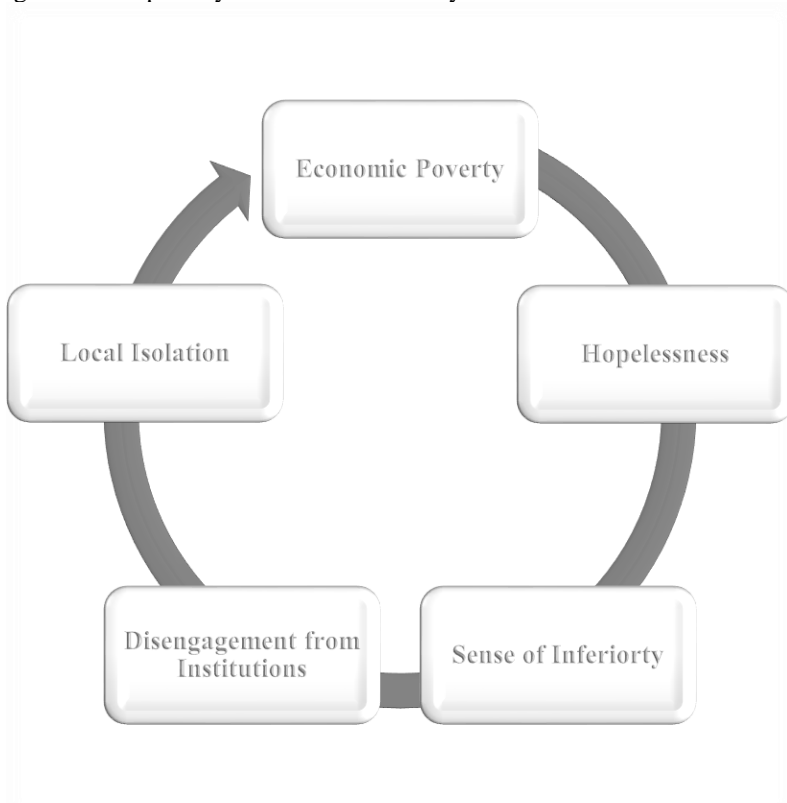 Economic Poverty
Hopelessness
Sense of Inferiorty
Disengagement from
Institutions
Local Isolation